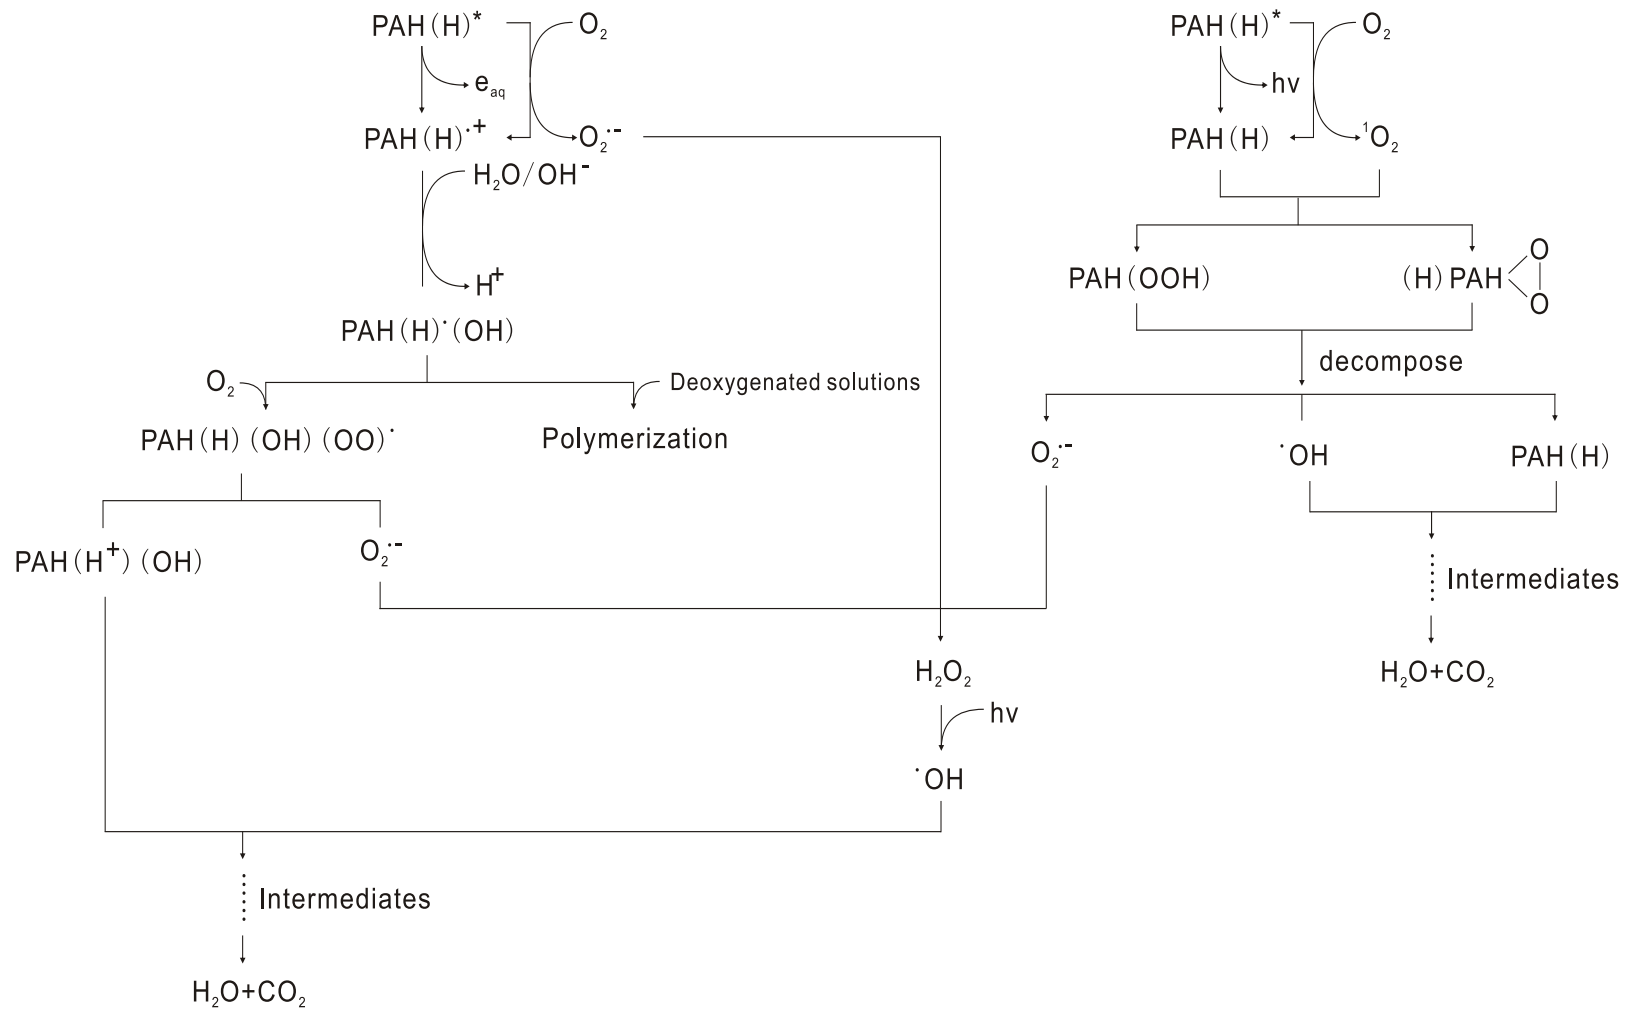 PAH(H)* O₂ PAH(H)* O₂
e_aq hv
PAH(H)·⁺ O₂·⁻ PAH(H) ¹O₂
H₂O/OH⁻
PAH(OOH) (H)PAH O O
H⁺
PAH(H)·(OH)
decompose
O₂ Deoxygenated solutions
PAH(H)(OH)(OO)· Polymerization O₂·⁻ ·OH PAH(H)
PAH(H⁺)(OH) O₂·⁻
Intermediates
H₂O₂ H₂O+CO₂
hv
·OH
Intermediates
H₂O+CO₂